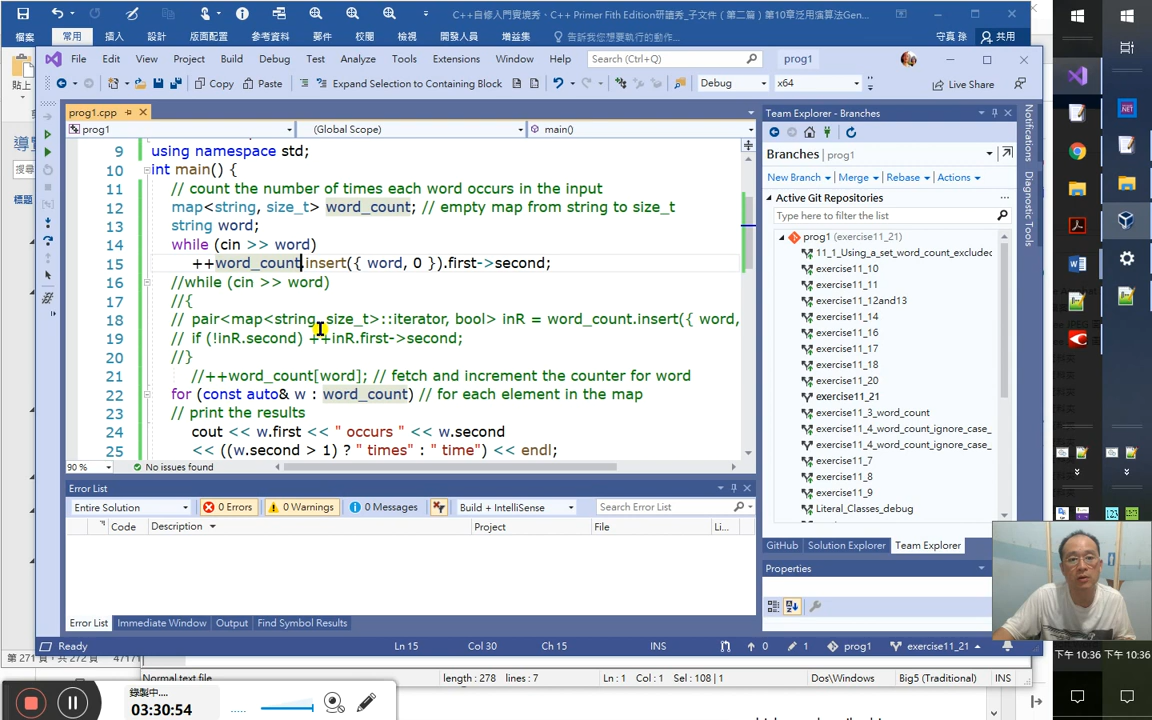 C++自修入門實境秀、C++ Primer Fith Edition研讀秀_子文件（第二篇）第10章泛用演算法Gen...
檔案 常用 插入 設計 版面配置 參考資料 郵件 校閱 檢視 開發人員 增益集 告訴我您想要執行的動作... 守真 孫 共用
貼上
File Edit View Project Build Debug Test Analyze Tools Extensions Window Help Search (Ctrl+Q) prog1
Copy Paste Expand Selection to Containing Block Debug x64 Live Share
prog1.cpp
prog1 (Global Scope) main()
9 using namespace std;
10 int main() {
11 // count the number of times each word occurs in the input
12 map<string, size_t> word_count; // empty map from string to size_t
13 string word;
14 while (cin >> word)
15 ++word_count.insert({ word, 0 }).first->second;
16 //while (cin >> word)
17 //{
18 // pair<map<string, size_t>::iterator, bool> inR = word_count.insert({ word,
19 // if (!inR.second) ++inR.first->second;
20 //}
21 //++word_count[word]; // fetch and increment the counter for word
22 for (const auto& w : word_count) // for each element in the map
23 // print the results
24 cout << w.first << " occurs " << w.second
25 << ((w.second > 1) ? " times" : " time") << endl;
90 % No issues found
Error List
Entire Solution 0 Errors 0 Warnings 0 Messages Build + IntelliSense Search Error List
Code Description Project File Li...
Error List Immediate Window Output Find Symbol Results
Team Explorer - Branches
Branches prog1
New Branch Merge Rebase Actions
Active Git Repositories ...
Type here to filter the list
prog1 (exercise11_21)
11_1_Using_a_set_word_count_excluded
exercise11_10
exercise11_11
exercise11_12and13
exercise11_14
exercise11_16
exercise11_17
exercise11_18
exercise11_20
exercise11_21
exercise11_3_word_count
exercise11_4_word_count_ignore_case_
exercise11_4_word_count_ignore_case_
exercise11_7
exercise11_8
exercise11_9
Literal_Classes_debug
GitHub Solution Explorer Team Explorer
Properties
Notifications
Diagnostic Tools
Ready Ln 15 Col 30 Ch 15 INS 0 1 prog1 exercise11_21
Normal text file length : 278 lines : 7 Ln : 1 Col : 1 Sel : 108 | 1 Dos\Windows Big5 (Traditional) INS
錄製中....
03:30:54
下午 10:36 下午 10:36